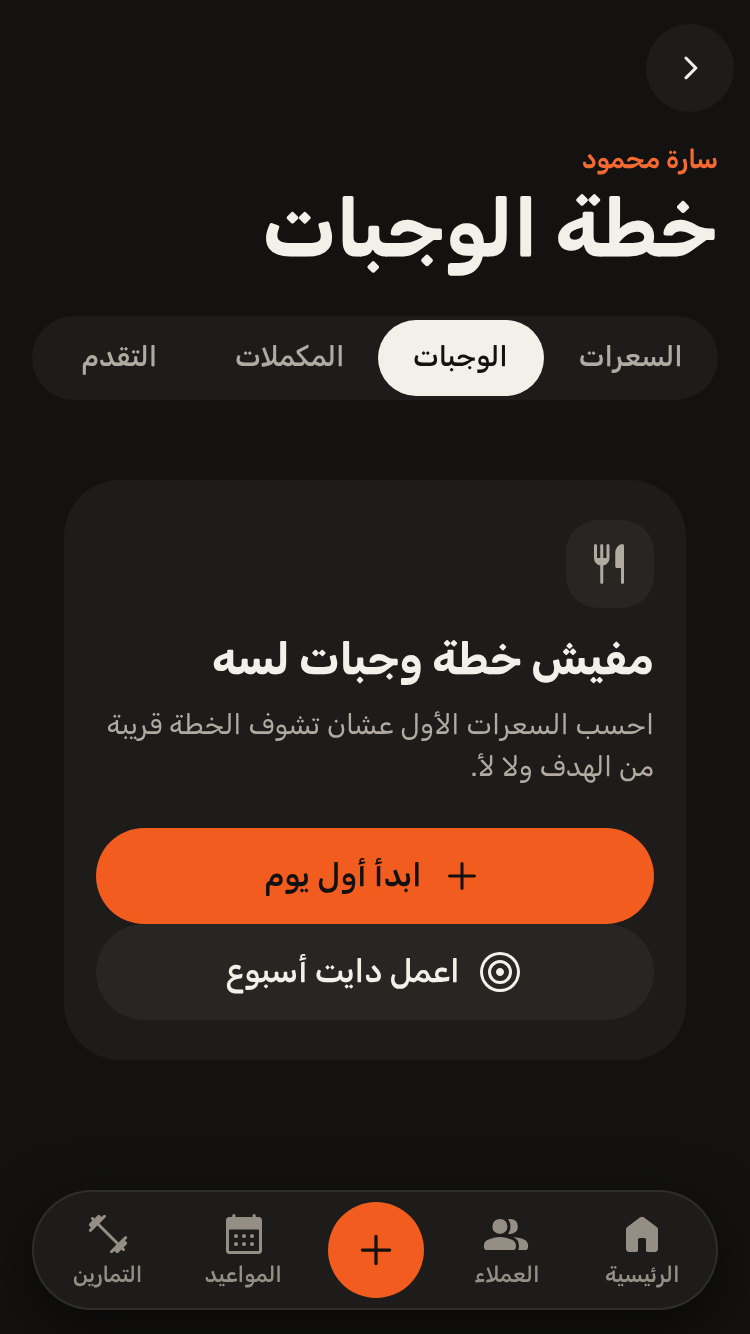 سارة محمود
خطة الوجبات
السعرات
الوجبات
المكملات
التقدم
مفيش خطة وجبات لسه
احسب السعرات الأول عشان تشوف الخطة قريبة
من الهدف ولا لأ.
ابدأ أول يوم
اعمل دايت أسبوع
الرئيسية
العملاء
المواعيد
التمارين